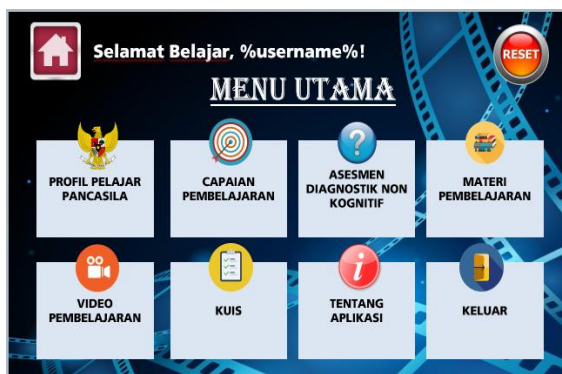 Selamat Belajar, %username%!
RESET
MENU UTAMA
PROFIL PELAJAR
PANCASILA
CAPAIAN
PEMBELAJARAN
ASESMEN
DIAGNOSTIK NON
KOGNITIF
MATERI
PEMBELAJARAN
VIDEO
PEMBELAJARAN
KUIS
TENTANG
APLIKASI
KELUAR